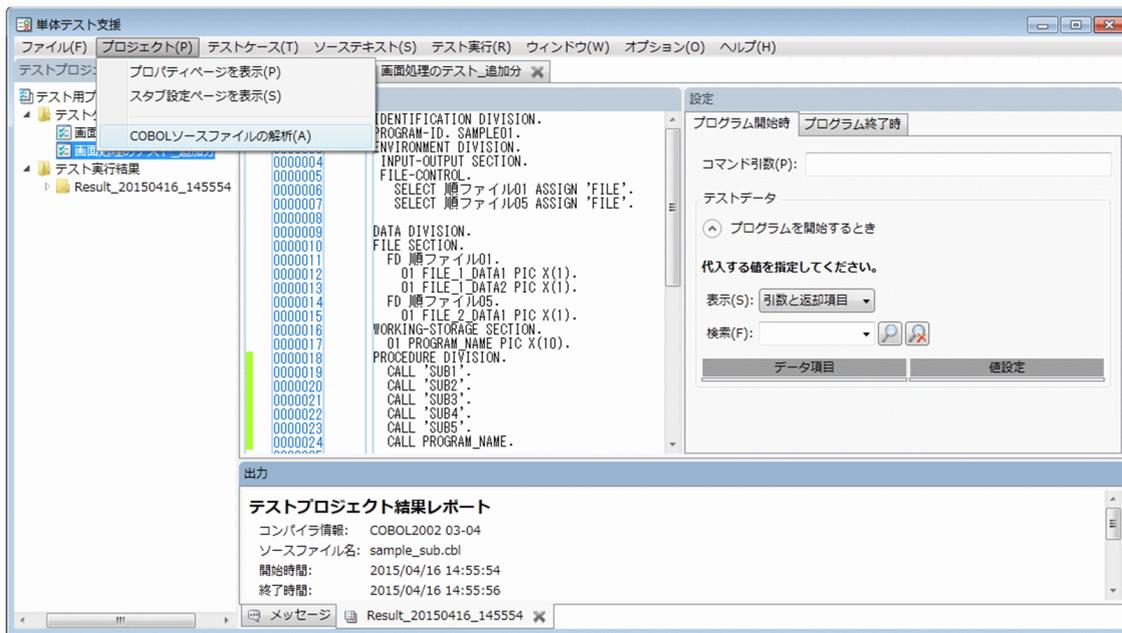 単体テスト支援
ファイル(F) プロジェクト(P) テストケース(T) ソーステキスト(S) テスト実行(R) ウィンドウ(W) オプション(O) ヘルプ(H)
プロパティページを表示(P)
スタブ設定ページを表示(S)
COBOLソースファイルの解析(A)
テストプロジ
テスト用プ
テストケ
画面
画面処理のテスト_追加分
テスト実行結果
Result_20150416_145554
画面処理のテスト_追加分
IDENTIFICATION DIVISION.
PROGRAM-ID. SAMPLE01.
ENVIRONMENT DIVISION.
0000004 INPUT-OUTPUT SECTION.
0000005 FILE-CONTROL.
0000006 SELECT 順ファイル01 ASSIGN 'FILE'.
0000007 SELECT 順ファイル05 ASSIGN 'FILE'.
0000008
0000009 DATA DIVISION.
0000010 FILE SECTION.
0000011 FD 順ファイル01.
0000012 01 FILE_1_DATA1 PIC X(1).
0000013 01 FILE_1_DATA2 PIC X(1).
0000014 FD 順ファイル05.
0000015 01 FILE_2_DATA1 PIC X(1).
0000016 WORKING-STORAGE SECTION.
0000017 01 PROGRAM_NAME PIC X(10).
0000018 PROCEDURE DIVISION.
0000019 CALL 'SUB1'.
0000020 CALL 'SUB2'.
0000021 CALL 'SUB3'.
0000022 CALL 'SUB4'.
0000023 CALL 'SUB5'.
0000024 CALL PROGRAM_NAME.
設定
プログラム開始時 プログラム終了時
コマンド引数(P):
テストデータ
プログラムを開始するとき
代入する値を指定してください。
表示(S): 引数と返却項目
検索(F):
データ項目 値設定
出力
テストプロジェクト結果レポート
コンパイラ情報: COBOL2002 03-04
ソースファイル名: sample_sub.cbl
開始時間: 2015/04/16 14:55:54
終了時間: 2015/04/16 14:55:56
メッセージ Result_20150416_145554